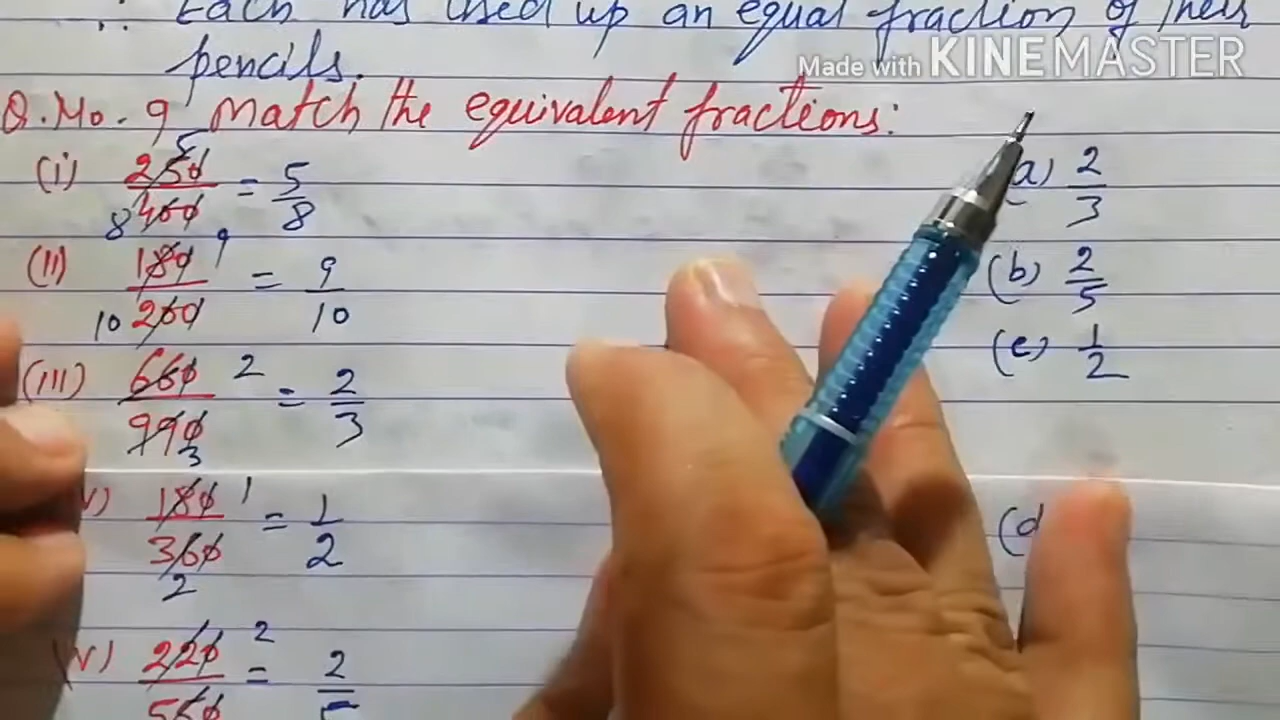 ∴ Each has used up an equal fraction of their
pencils.
Made with KINEMASTER
Q.No. 9 Match the equivalent fractions:
(i) 250/400 = 5/8 (a) 2/3
(ii) 180/200 = 9/10 (b) 2/5
(iii) 660/990 = 2/3 (c) 1/2
180/360 = 1/2 (d
220/550 = 2/5